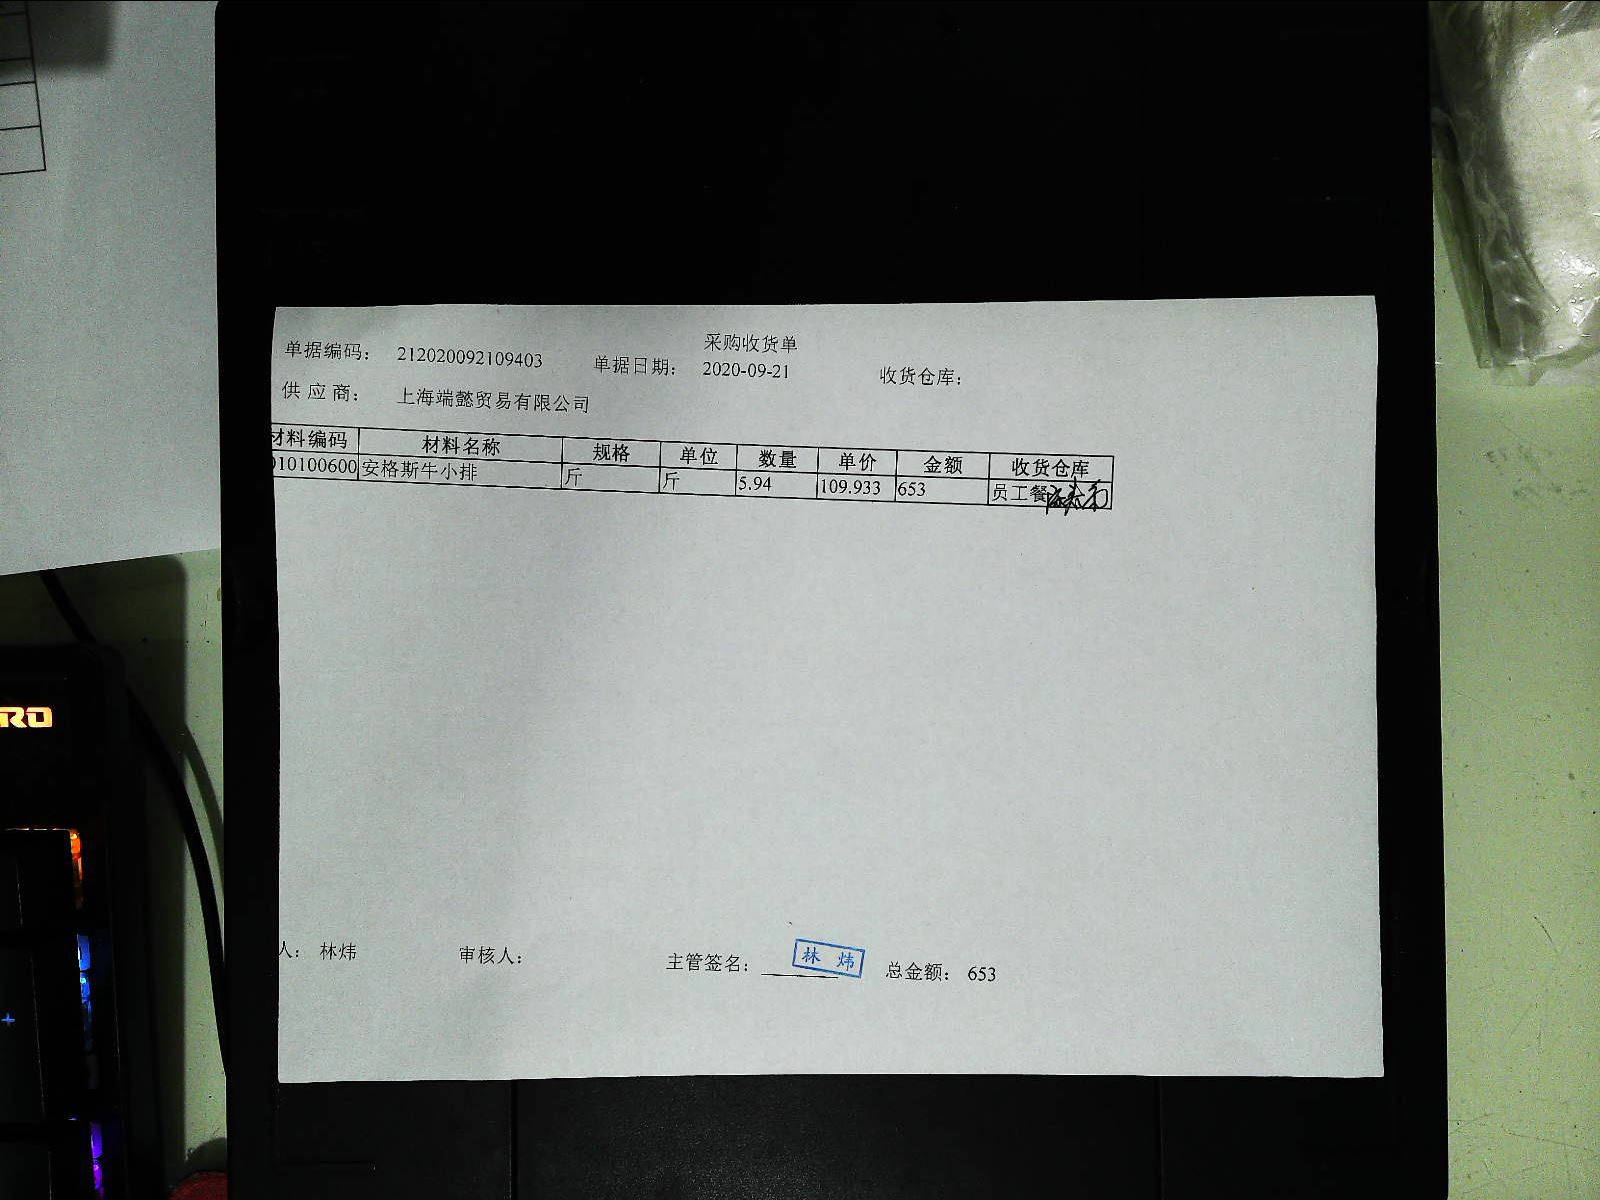 采购收货单
单据编码： 212020092109403 单据日期： 2020-09-21 收货仓库：
供应商： 上海端懿贸易有限公司
材料编码 材料名称 规格 单位 数量 单价 金额 收货仓库
010100600 安格斯牛小排 斤 斤 5.94 109.933 653 员工餐
人： 林炜 审核人： 主管签名： 林炜 总金额： 653
RO